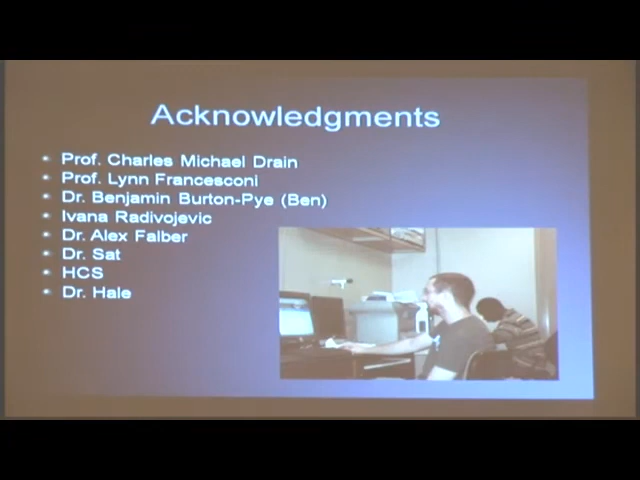 Acknowledgments
• Prof. Charles Michael Drain
• Prof. Lynn Francesconi
• Dr. Benjamin Burton-Pye (Ben)
• Ivana Radivojevic
• Dr. Alex Falber
• Dr. Sat
• HCS
• Dr. Hale